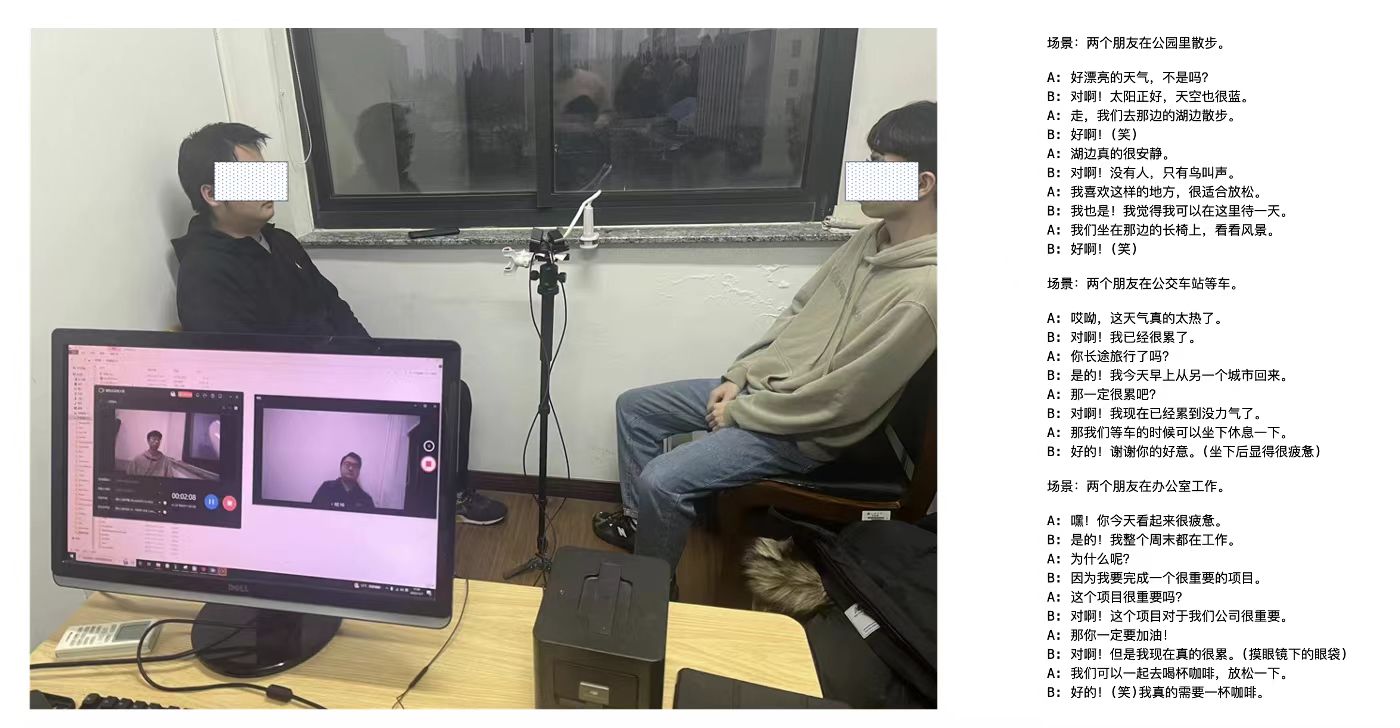 场景：两个朋友在公园里散步。
A: 好漂亮的天气，不是吗？
B: 对啊！太阳正好，天空也很蓝。
A: 走，我们去那边的湖边散步。
B: 好啊！(笑)
A: 湖边真的很安静。
B: 对啊！没有人，只有鸟叫声。
A: 我喜欢这样的地方，很适合放松。
B: 我也是！我觉得我可以在这里待一天。
A: 我们坐在那边的长椅上，看看风景。
B: 好啊！(笑)
场景：两个朋友在公交车站等车。
A: 哎呦，这天气真的太热了。
B: 对啊！我已经很累了。
A: 你长途旅行了吗？
B: 是的！我今天早上从另一个城市回来。
A: 那一定很累吧？
B: 对啊！我现在已经累到没力气了。
A: 那我们等车的时候可以坐下休息一下。
B: 好的！谢谢你的好意。(坐下后显得很疲惫)
场景：两个朋友在办公室工作。
A: 嘿！你今天看起来很疲惫。
B: 是的！我整个周末都在工作。
A: 为什么呢？
B: 因为我要完成一个很重要的项目。
A: 这个项目很重要吗？
B: 对啊！这个项目对于我们公司很重要。
A: 那你一定要加油！
B: 对啊！但是我现在真的很累。(摸眼镜下的眼袋)
A: 我们可以一起去喝杯咖啡，放松一下。
B: 好的！(笑)我真的需要一杯咖啡。
00:02:08
DELL